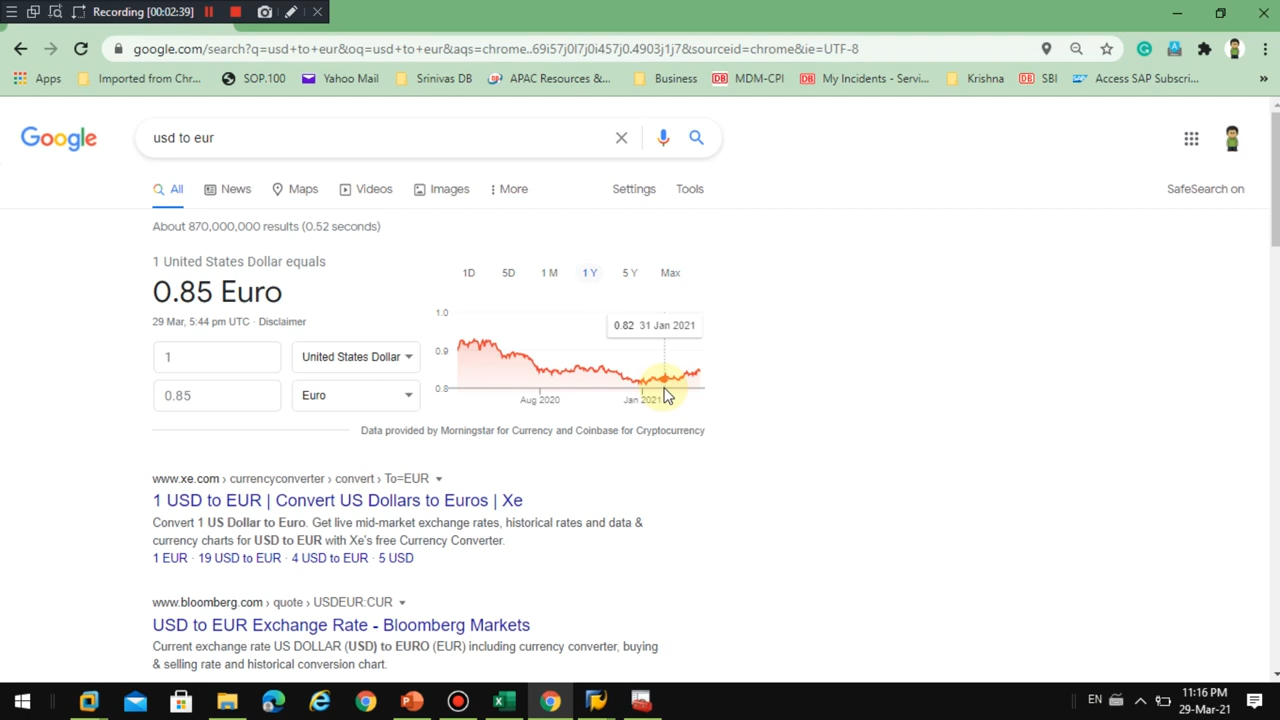 Recording [00:02:39]
google.com/search?q=usd+to+eur&oq=usd+to+eur&aqs=chrome..69i57j0l7j0i457j0.4903j1j7&sourceid=chrome&ie=UTF-8
Apps Imported from Chr... SOP.100 Yahoo Mail Srinivas DB APAC Resources &... Business MDM-CPI My Incidents - Servi... Krishna SBI Access SAP Subscri... »
Google usd to eur
All News Maps Videos Images More Settings Tools SafeSearch on
About 870,000,000 results (0.52 seconds)
1 United States Dollar equals
0.85 Euro
29 Mar, 5:44 pm UTC · Disclaimer
1 United States Dollar
0.85 Euro
1D 5D 1M 1Y 5Y Max
0.82 31 Jan 2021
1.0
0.9
0.8
Aug 2020 Jan 2021
Data provided by Morningstar for Currency and Coinbase for Cryptocurrency
www.xe.com › currencyconverter › convert › To=EUR
1 USD to EUR | Convert US Dollars to Euros | Xe
Convert 1 US Dollar to Euro. Get live mid-market exchange rates, historical rates and data &
currency charts for USD to EUR with Xe's free Currency Converter.
1 EUR · 19 USD to EUR · 4 USD to EUR · 5 USD
www.bloomberg.com › quote › USDEUR:CUR
USD to EUR Exchange Rate - Bloomberg Markets
Current exchange rate US DOLLAR (USD) to EURO (EUR) including currency converter, buying
& selling rate and historical conversion chart.
EN 11:16 PM
29-Mar-21